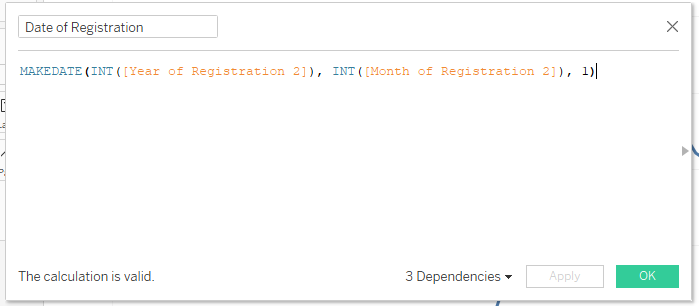 Date of Registration
MAKEDATE(INT([Year of Registration 2]), INT([Month of Registration 2]), 1)
The calculation is valid.
3 Dependencies
Apply
OK